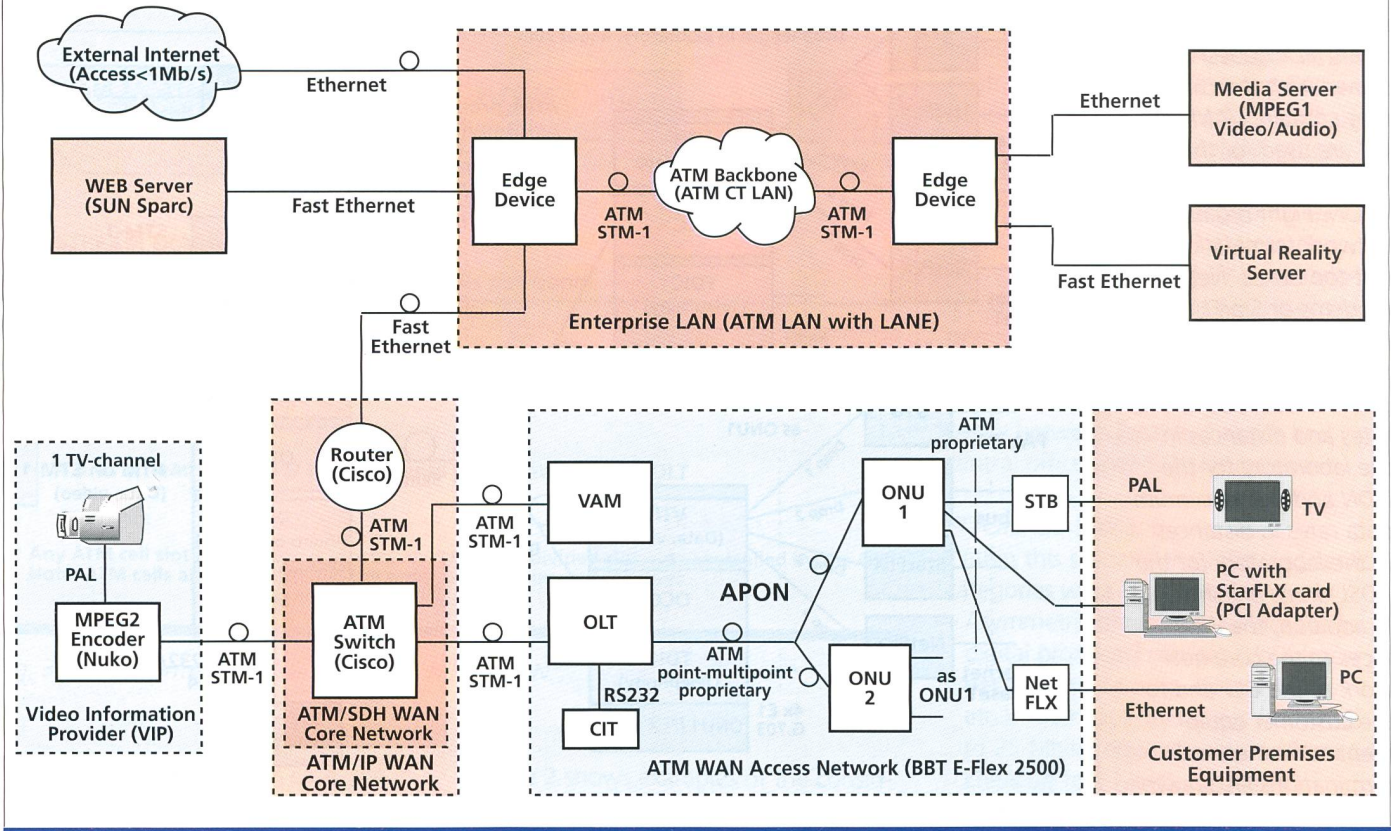 External Internet
(Access<1Mb/s)
Ethernet
WEB Server
(SUN Sparc)
Fast Ethernet
Edge
Device
ATM
STM-1
ATM Backbone
(ATM CT LAN)
ATM
STM-1
Edge
Device
Ethernet
Media Server
(MPEG1
Video/Audio)
Fast Ethernet
Virtual Reality
Server
Fast
Ethernet
Enterprise LAN (ATM LAN with LANE)
1 TV-channel
PAL
MPEG2
Encoder
(Nuko)
Video Information
Provider (VIP)
ATM
STM-1
Router
(Cisco)
ATM
STM-1
ATM
Switch
(Cisco)
ATM/SDH WAN
Core Network
ATM/IP WAN
Core Network
ATM
STM-1
ATM
STM-1
VAM
OLT
RS232
CIT
APON
ATM
point-multipoint
proprietary
ONU
1
ONU
2
as
ONU1
ATM
proprietary
STB
Net
FLX
ATM WAN Access Network (BBT E-Flex 2500)
PAL
TV
PC with
StarFLX card
(PCI Adapter)
PC
Ethernet
Customer Premises
Equipment